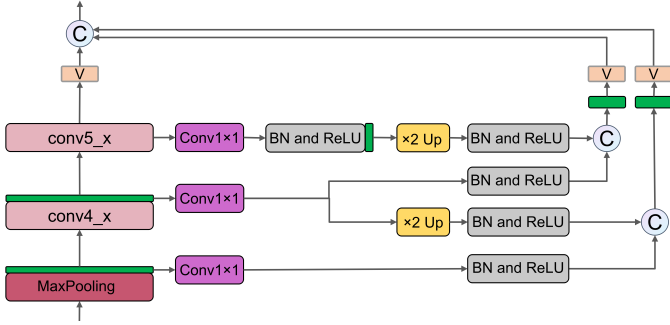 C
V
V
V
conv5_x
Conv1×1
BN and ReLU
×2 Up
BN and ReLU
C
conv4_x
Conv1×1
BN and ReLU
×2 Up
BN and ReLU
C
MaxPooling
Conv1×1
BN and ReLU